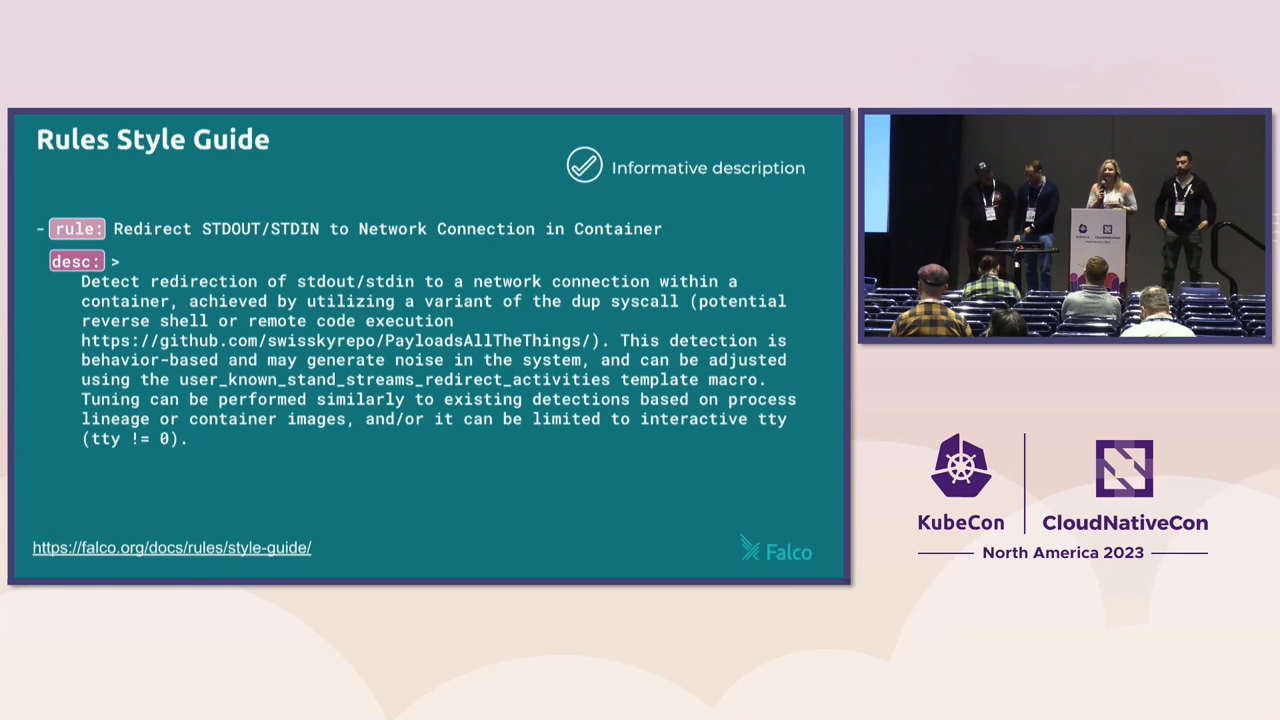 Rules Style Guide
Informative description
- rule: Redirect STDOUT/STDIN to Network Connection in Container
desc: >
Detect redirection of stdout/stdin to a network connection within a
container, achieved by utilizing a variant of the dup syscall (potential
reverse shell or remote code execution
https://github.com/swisskyrepo/PayloadsAllTheThings/). This detection is
behavior-based and may generate noise in the system, and can be adjusted
using the user_known_stand_streams_redirect_activities template macro.
Tuning can be performed similarly to existing detections based on process
lineage or container images, and/or it can be limited to interactive tty
(tty != 0).
https://falco.org/docs/rules/style-guide/
Falco
KubeCon
CloudNativeCon
North America 2023